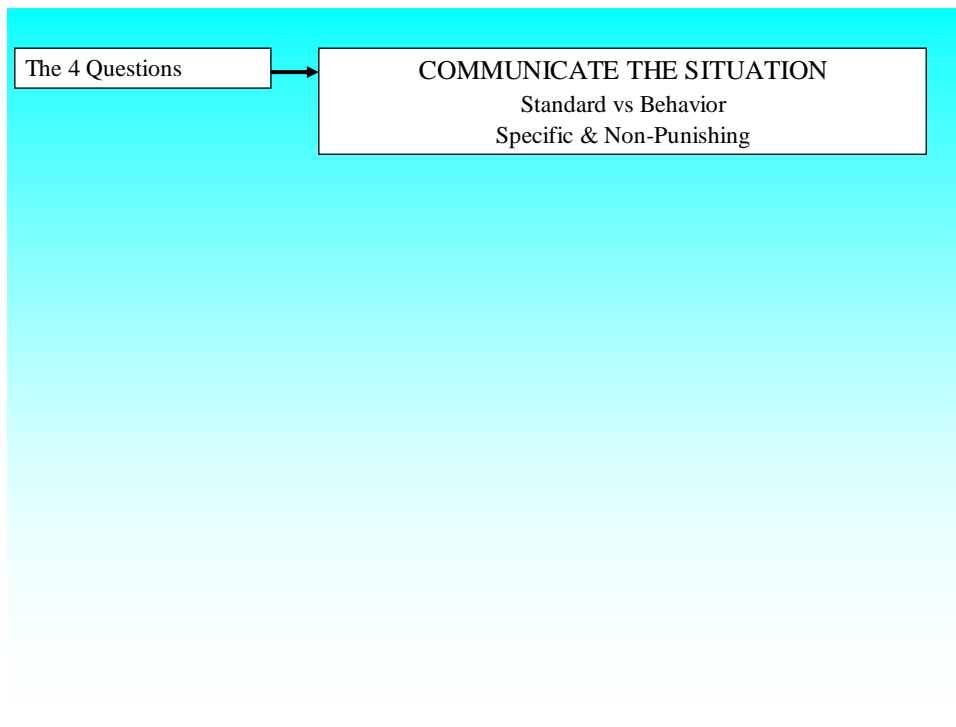 The 4 Questions
COMMUNICATE THE SITUATION
Standard vs Behavior
Specific & Non-Punishing